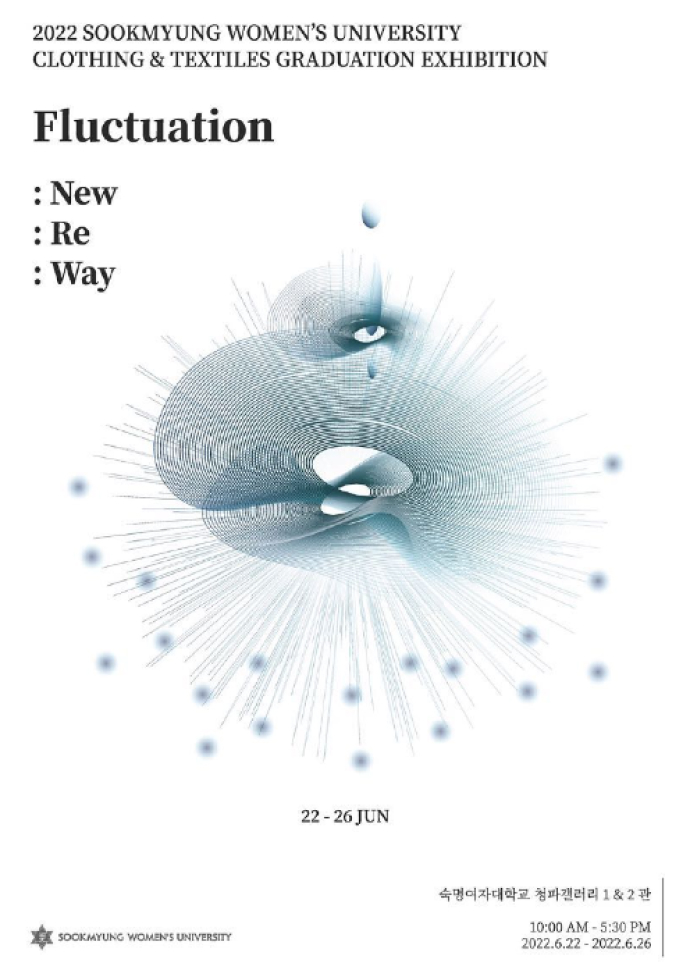 2022 SOOKMYUNG WOMEN'S UNIVERSITY
CLOTHING & TEXTILES GRADUATION EXHIBITION
Fluctuation
: New
: Re
: Way
22 - 26 JUN
숙명여자대학교 청파갤러리 1 & 2 관
10:00 AM - 5:30 PM
2022.6.22 - 2022.6.26
SOOKMYUNG WOMEN'S UNIVERSITY